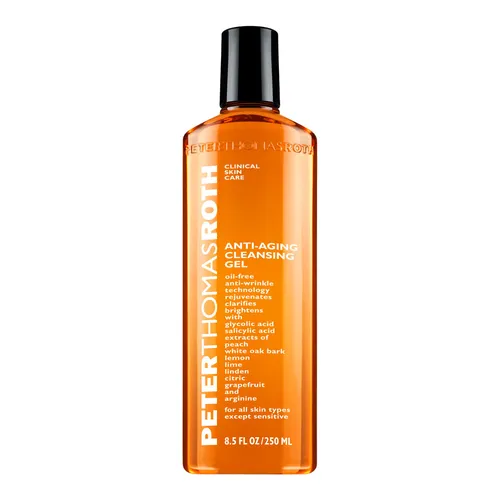 PETERTHOMASROTH
CLINICAL
SKIN
CARE
PETERTHOMASROTH
ANTI-AGING
CLEANSING
GEL
oil-free
anti-wrinkle
technology
rejuvenates
clarifies
brightens
with
glycolic acid
salicylic acid
extracts of
peach
white oak bark
lemon
lime
linden
citric
grapefruit
and
arginine
for all skin types
except sensitive
8.5 FL OZ/250 ML